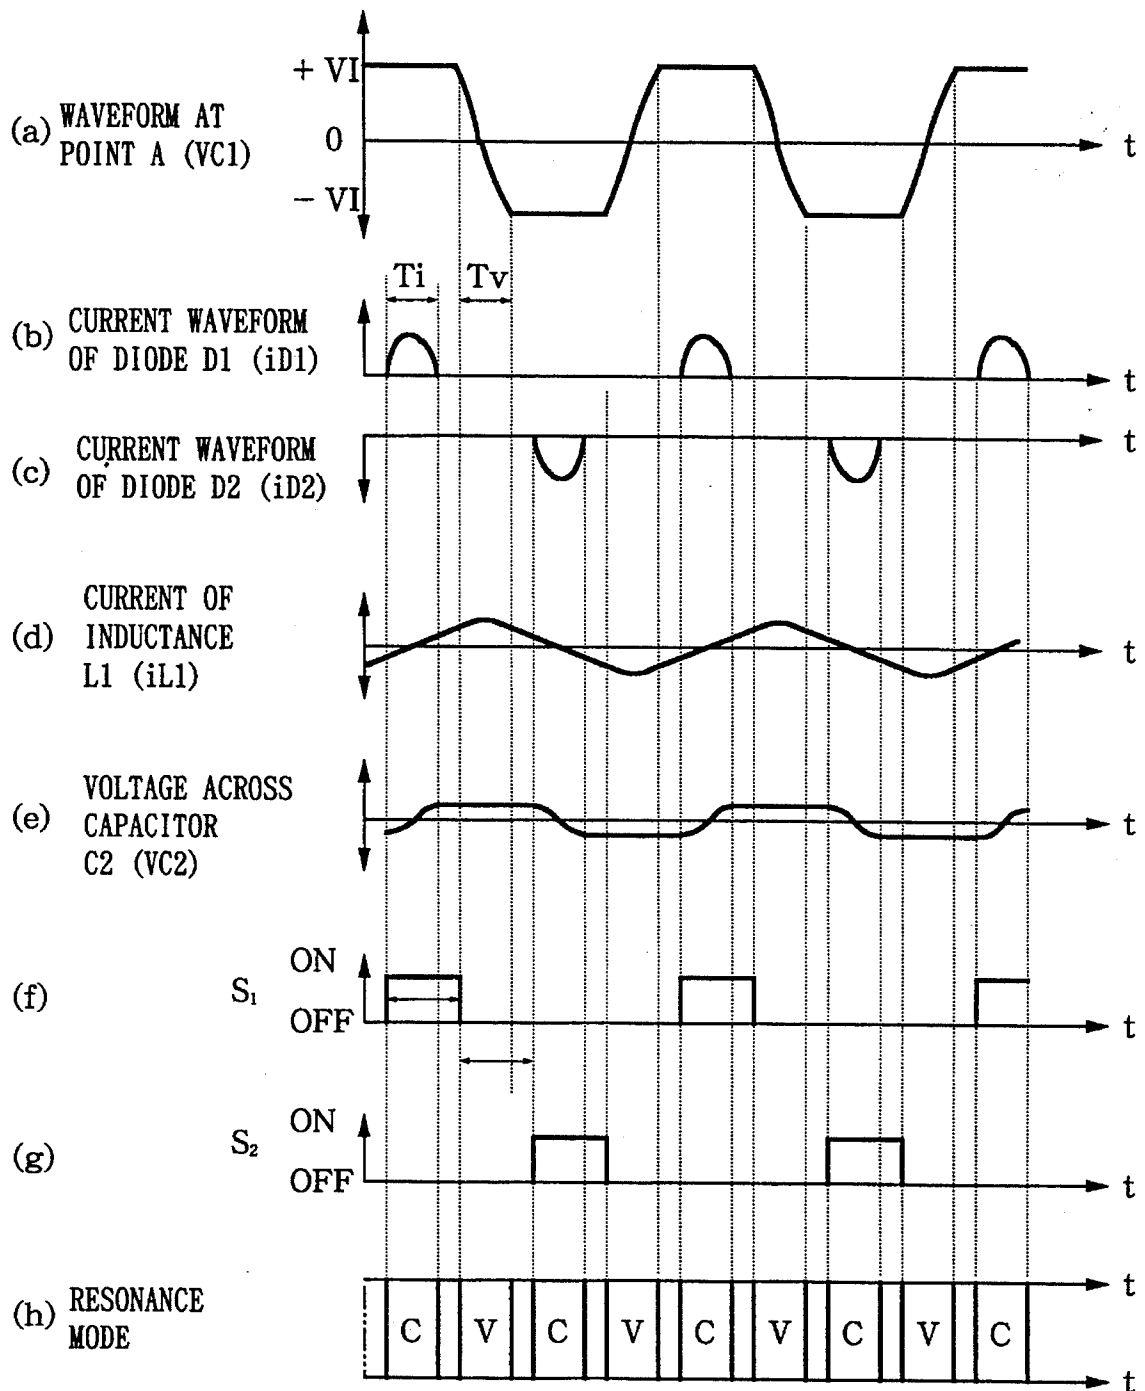 + VI
(a) WAVEFORM AT
POINT A (VC1)
0
t
− VI
Ti
Tv
(b) CURRENT WAVEFORM
OF DIODE D1 (iD1)
t
(c) CURRENT WAVEFORM
OF DIODE D2 (iD2)
t
(d) CURRENT OF
INDUCTANCE
L1 (iL1)
t
(e) VOLTAGE ACROSS
CAPACITOR
C2 (VC2)
t
(f)
S₁
ON
OFF
t
(g)
S₂
ON
OFF
t
(h) RESONANCE
MODE
t
C V C V C V C V C
t